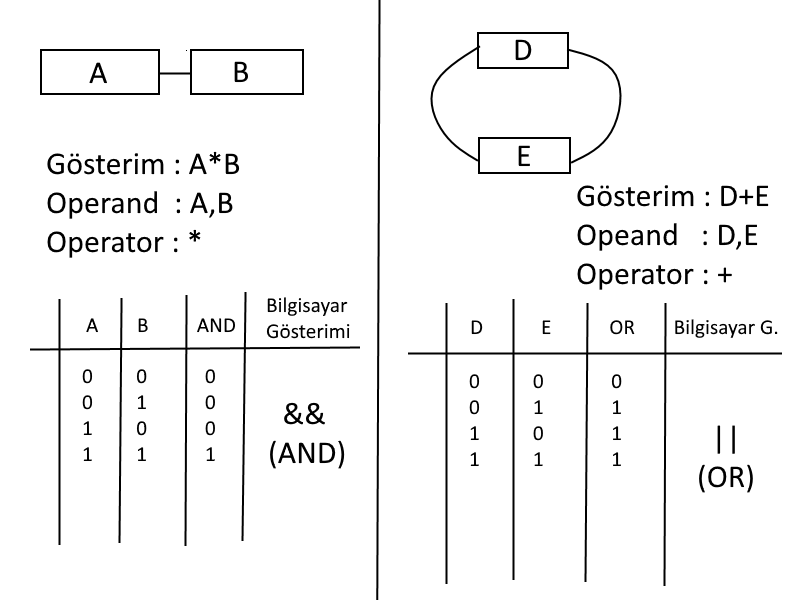 A B
Gösterim : A*B
Operand : A,B
Operator : *
A B AND Bilgisayar
Gösterimi
0 0 0
0 1 0
1 0 0
1 1 1
&&
(AND)
D
E
Gösterim : D+E
Opeand : D,E
Operator : +
D E OR Bilgisayar G.
0 0 0
0 1 1
1 0 1
1 1 1
||
(OR)